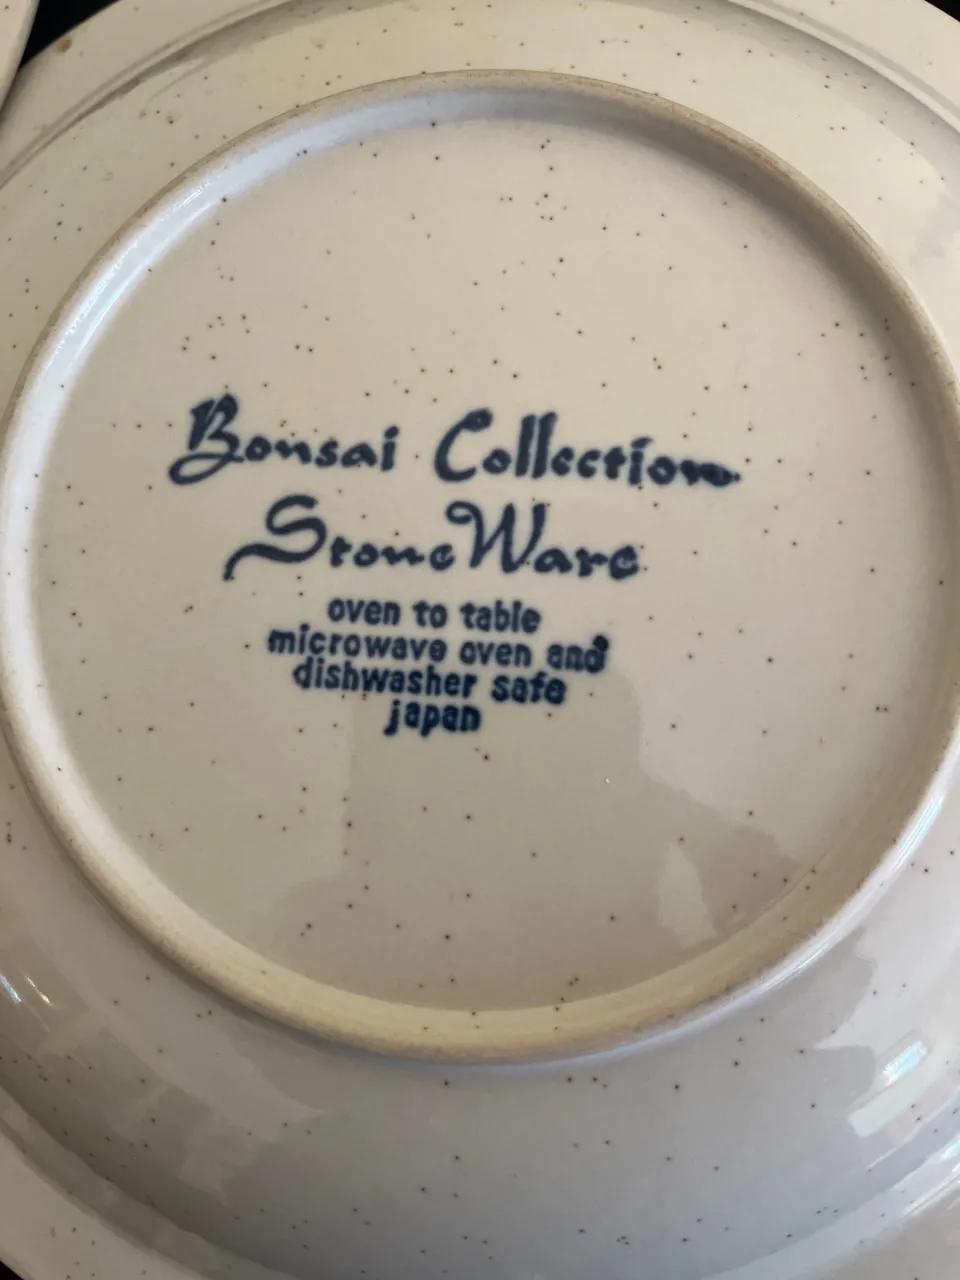 Bonsai Collection
StoneWare
oven to table
microwave oven and
dishwasher safe
japan